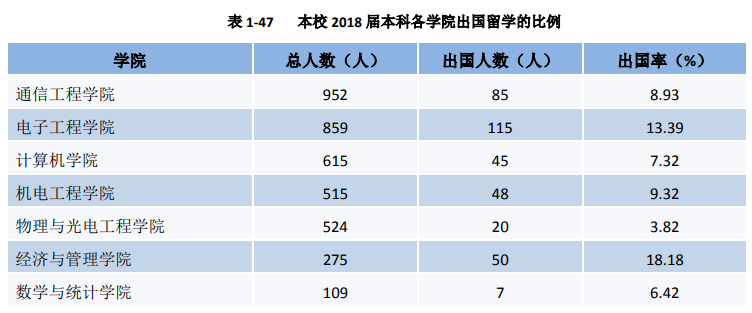 表 1-47 本校 2018 届本科各学院出国留学的比例
学院 总人数（人） 出国人数（人） 出国率（%）
通信工程学院 952 85 8.93
电子工程学院 859 115 13.39
计算机学院 615 45 7.32
机电工程学院 515 48 9.32
物理与光电工程学院 524 20 3.82
经济与管理学院 275 50 18.18
数学与统计学院 109 7 6.42